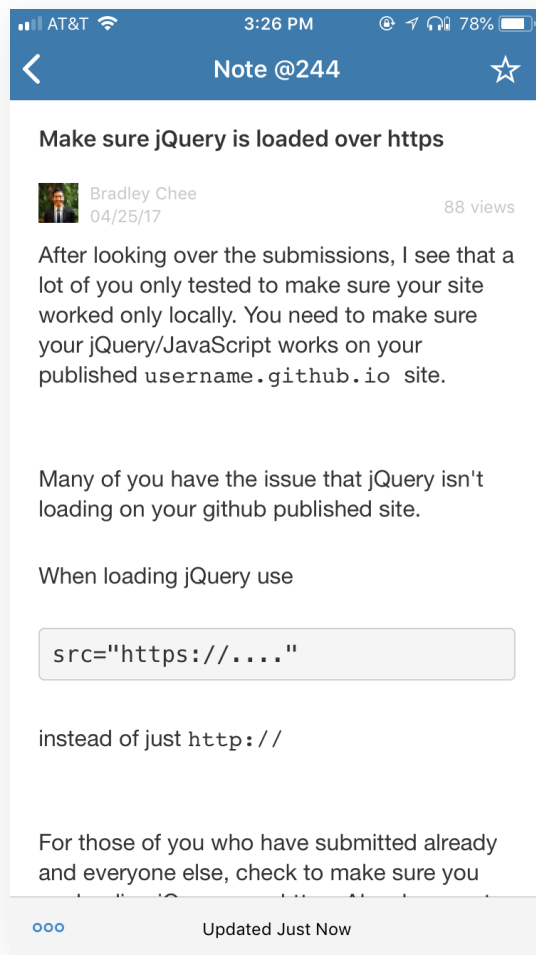 AT&T 3:26 PM 78%
Note @244
Make sure jQuery is loaded over https
Bradley Chee
04/25/17
88 views
After looking over the submissions, I see that a
lot of you only tested to make sure your site
worked only locally. You need to make sure
your jQuery/JavaScript works on your
published username.github.io site.
Many of you have the issue that jQuery isn't
loading on your github published site.
When loading jQuery use
src="https://...."
instead of just http://
For those of you who have submitted already
and everyone else, check to make sure you
Updated Just Now